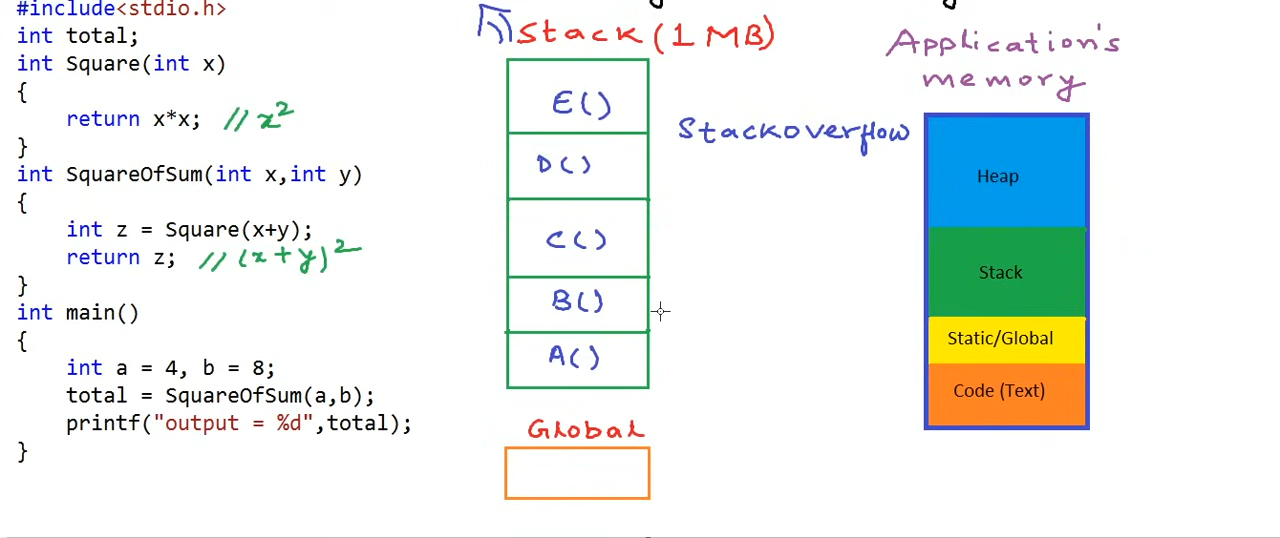 #include<stdio.h>
int total;
int Square(int x)
{
return x*x; // x²
}
int SquareOfSum(int x,int y)
{
int z = Square(x+y);
return z; // (x+y)²
}
int main()
{
int a = 4, b = 8;
total = SquareOfSum(a,b);
printf("output = %d",total);
}
Stack (1 MB)
E()
D()
C()
B()
A()
Global
Stackoverflow
Application's
memory
Heap
Stack
Static/Global
Code (Text)